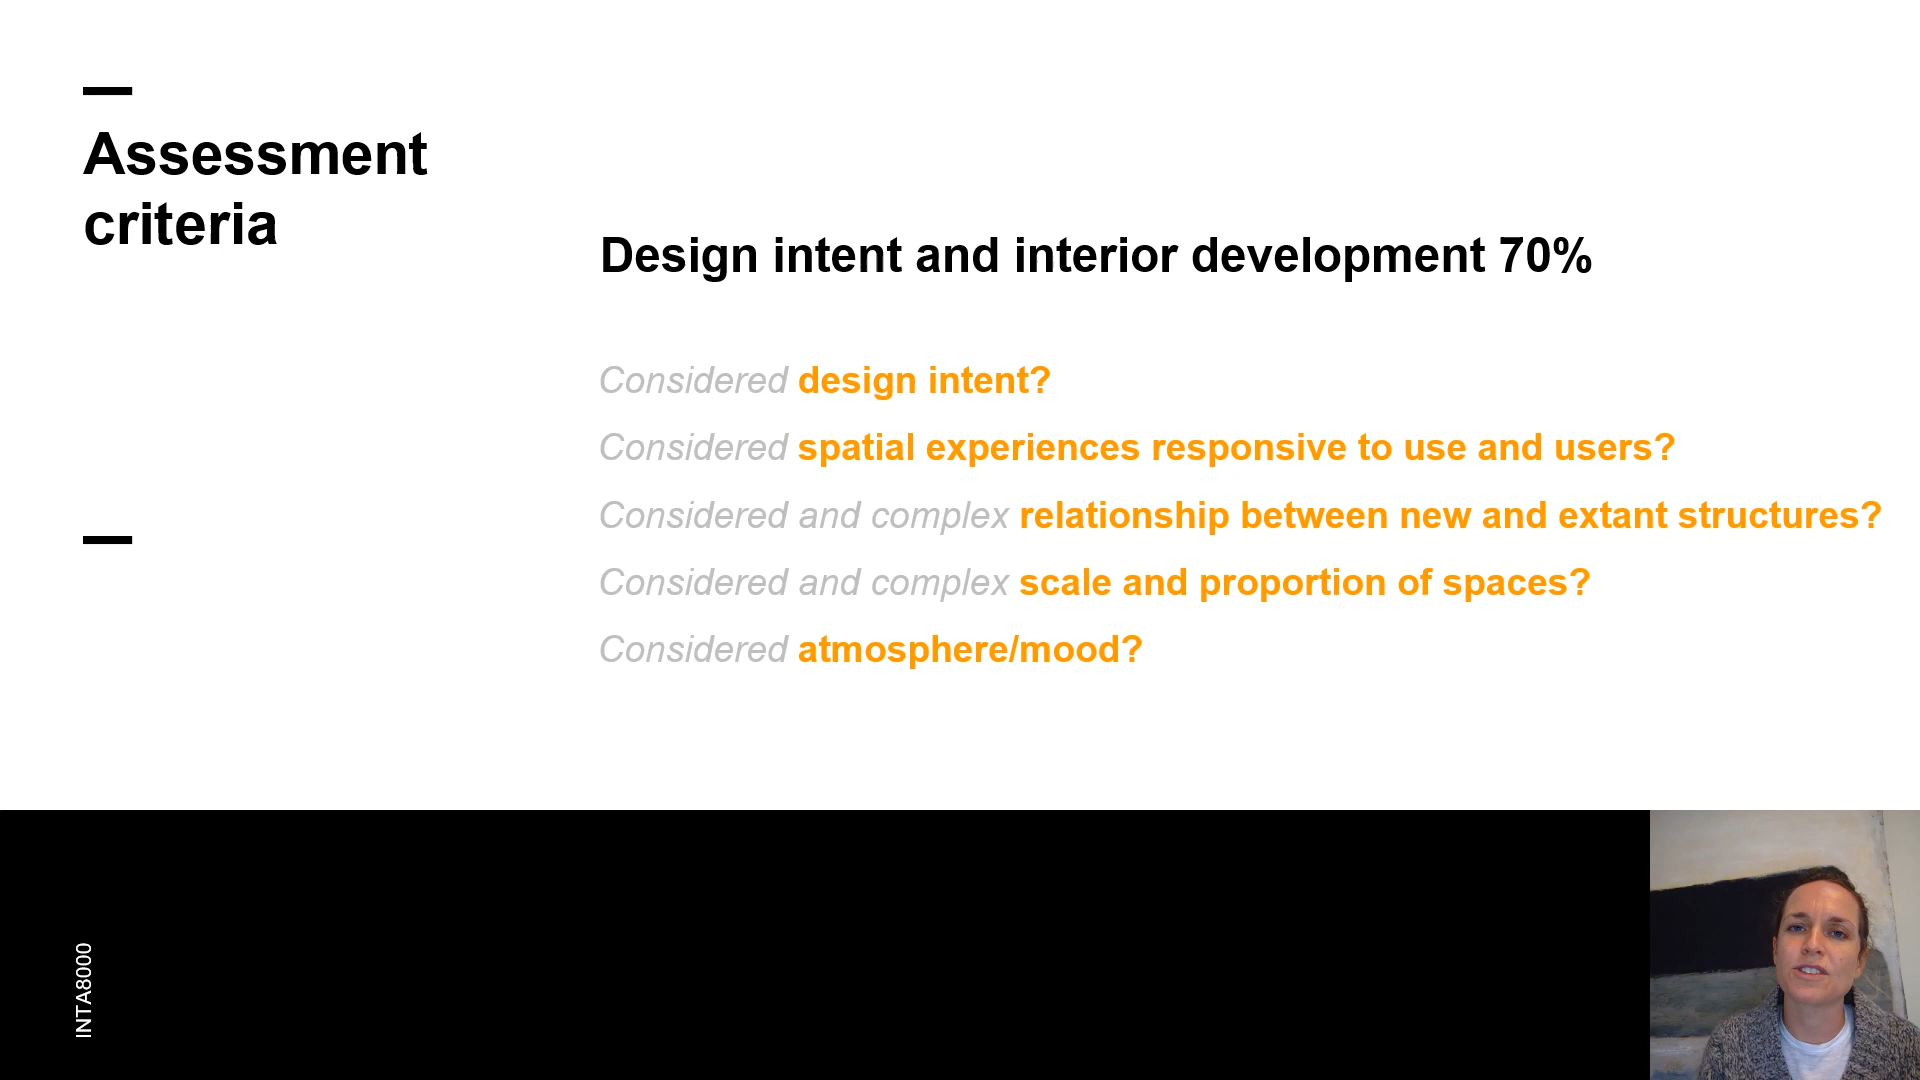 Assessment
criteria
Design intent and interior development 70%
Considered design intent?
Considered spatial experiences responsive to use and users?
Considered and complex relationship between new and extant structures?
Considered and complex scale and proportion of spaces?
Considered atmosphere/mood?
INTA8000